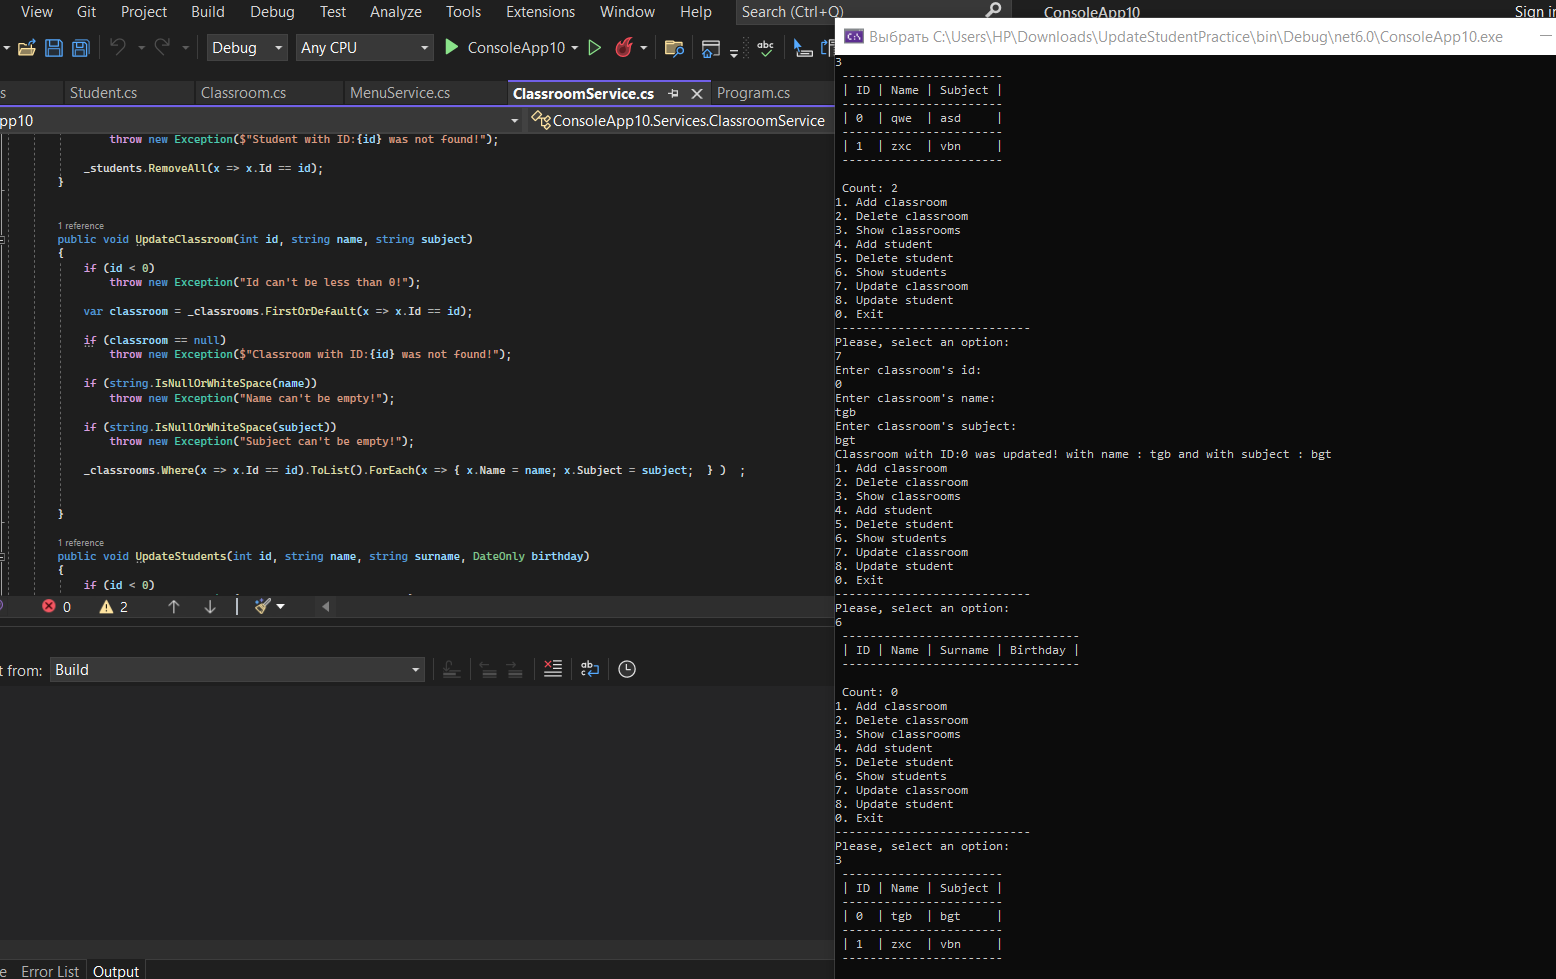 View Git Project Build Debug Test Analyze Tools Extensions Window Help Search (Ctrl+Q) ConsoleApp10
Debug Any CPU ConsoleApp10
Student.cs Classroom.cs MenuService.cs ClassroomService.cs Program.cs
pp10 ConsoleApp10.Services.ClassroomService
throw new Exception($"Student with ID:{id} was not found!");
_students.RemoveAll(x => x.Id == id);
}
1 reference
public void UpdateClassroom(int id, string name, string subject)
{
if (id < 0)
throw new Exception("Id can't be less than 0!");
var classroom = _classrooms.FirstOrDefault(x => x.Id == id);
if (classroom == null)
throw new Exception($"Classroom with ID:{id} was not found!");
if (string.IsNullOrWhiteSpace(name))
throw new Exception("Name can't be empty!");
if (string.IsNullOrWhiteSpace(subject))
throw new Exception("Subject can't be empty!");
_classrooms.Where(x => x.Id == id).ToList().ForEach(x => { x.Name = name; x.Subject = subject;  } )  ;
}
1 reference
public void UpdateStudents(int id, string name, string surname, DateOnly birthday)
{
if (id < 0)
0 2
t from: Build
Error List Output
Sign in
Выбрать C:\Users\HP\Downloads\UpdateStudentPractice\bin\Debug\net6.0\ConsoleApp10.exe
3
-----------------------
| ID | Name | Subject |
-----------------------
| 0  | qwe  | asd     |
-----------------------
| 1  | zxc  | vbn     |
-----------------------
Count: 2
1. Add classroom
2. Delete classroom
3. Show classrooms
4. Add student
5. Delete student
6. Show students
7. Update classroom
8. Update student
0. Exit
----------------------------
Please, select an option:
7
Enter classroom's id:
0
Enter classroom's name:
tgb
Enter classroom's subject:
bgt
Classroom with ID:0 was updated! with name : tgb and with subject : bgt
1. Add classroom
2. Delete classroom
3. Show classrooms
4. Add student
5. Delete student
6. Show students
7. Update classroom
8. Update student
0. Exit
----------------------------
Please, select an option:
6
----------------------------------
| ID | Name | Surname | Birthday |
----------------------------------
Count: 0
1. Add classroom
2. Delete classroom
3. Show classrooms
4. Add student
5. Delete student
6. Show students
7. Update classroom
8. Update student
0. Exit
----------------------------
Please, select an option:
3
-----------------------
| ID | Name | Subject |
-----------------------
| 0  | tgb  | bgt     |
-----------------------
| 1  | zxc  | vbn     |
-----------------------